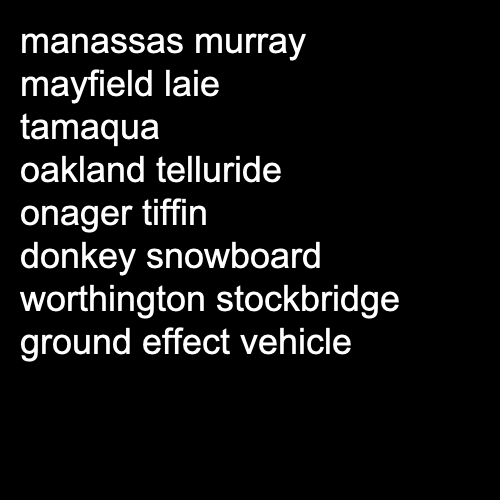 manassas murray
mayfield laie
tamaqua
oakland telluride
onager tiffin
donkey snowboard
worthington stockbridge
ground effect vehicle